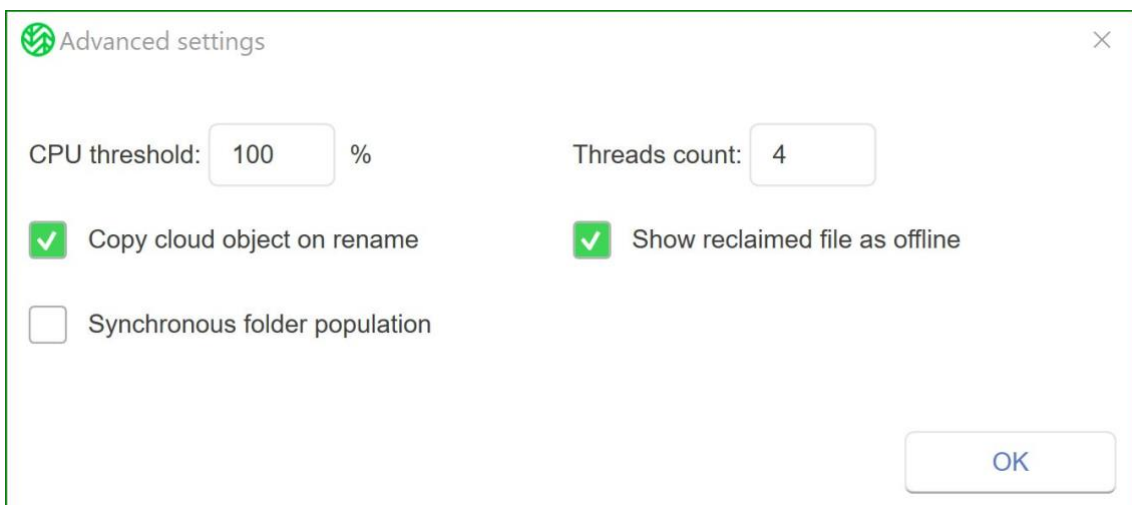 Advanced settings
CPU threshold: 100 % Threads count: 4
Copy cloud object on rename Show reclaimed file as offline
Synchronous folder population
OK